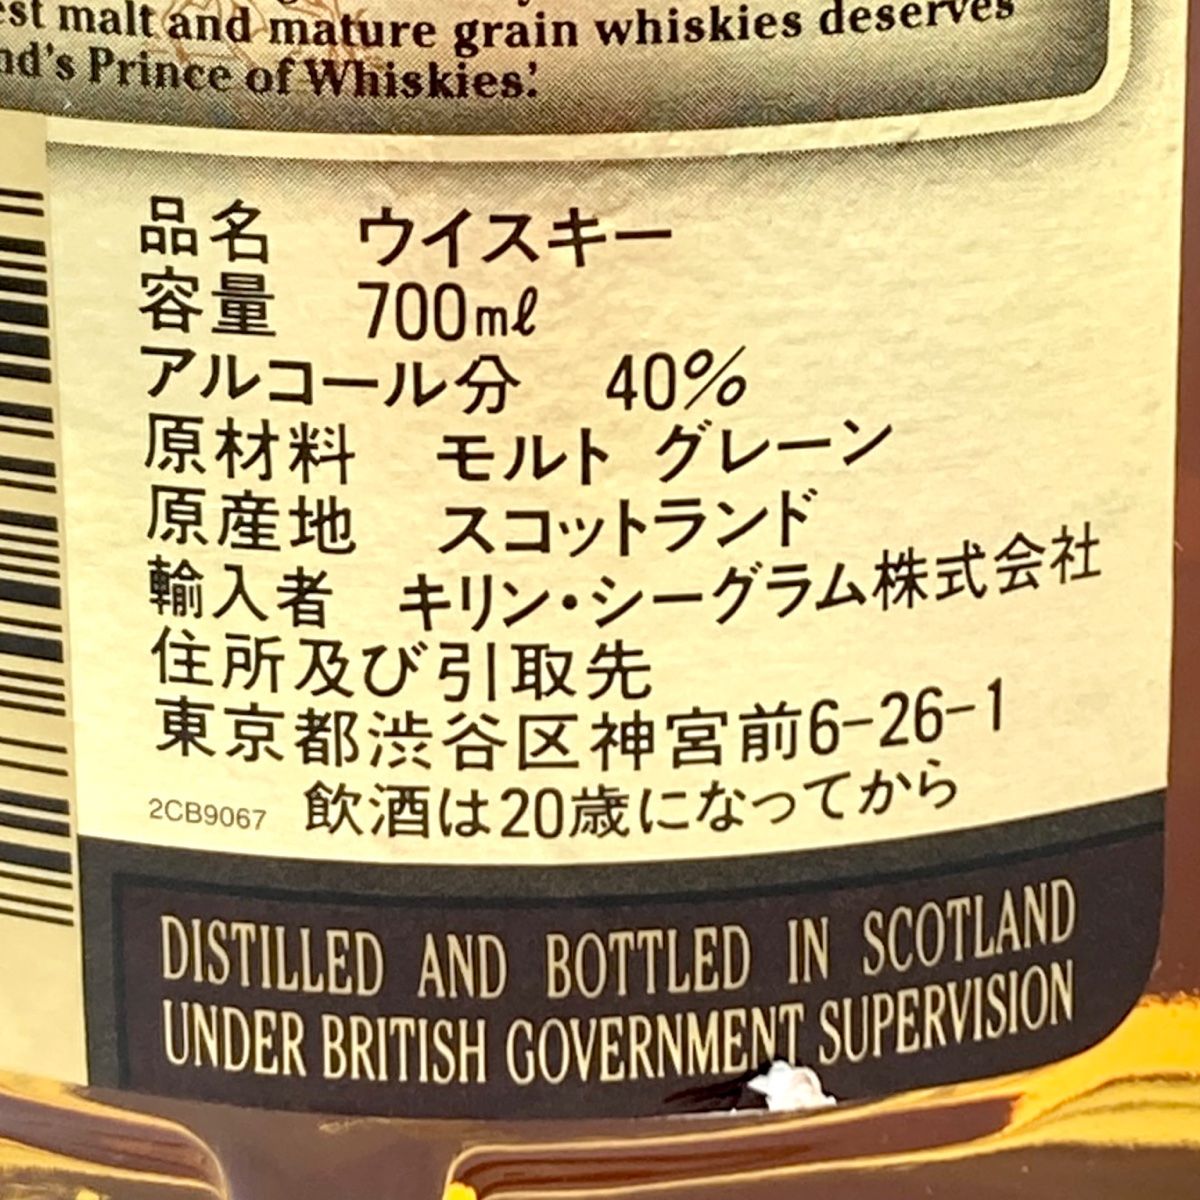 malt and mature grain whiskies deserves
Prince of Whiskies.'
品名 ウイスキー
容量 700mℓ
アルコール分 40%
原材料 モルト グレーン
原産地 スコットランド
輸入者 キリン・シーグラム株式会社
住所及び引取先
東京都渋谷区神宮前6-26-1
2CB9067 飲酒は20歳になってから
DISTILLED AND BOTTLED IN SCOTLAND
UNDER BRITISH GOVERNMENT SUPERVISION